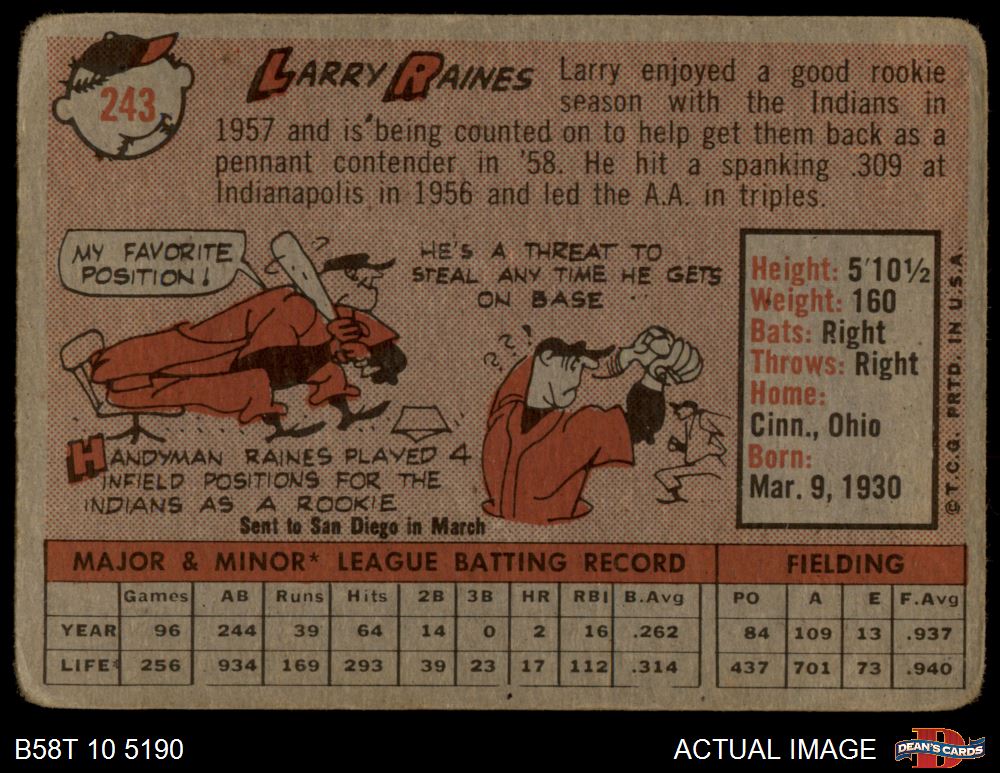 243
LARRY RAINES
Larry enjoyed a good rookie
season with the Indians in
1957 and is being counted on to help get them back as a
pennant contender in '58. He hit a spanking .309 at
Indianapolis in 1956 and led the A.A. in triples.
MY FAVORITE
POSITION!
HE'S A THREAT TO
STEAL ANY TIME HE GETS
ON BASE
?
? ? ?
HANDYMAN RAINES PLAYED 4
INFIELD POSITIONS FOR THE
INDIANS AS A ROOKIE
Sent to San Diego in March
Height: 5'10½
Weight: 160
Bats: Right
Throws: Right
Home:
Cinn., Ohio
Born:
Mar. 9, 1930
© T.C.G. PRTD. IN U.S.A.
MAJOR & MINOR* LEAGUE BATTING RECORD FIELDING
Games AB Runs Hits 2B 3B HR RBI B.Avg PO A E F.Avg
YEAR 96 244 39 64 14 0 2 16 .262 84 109 13 .937
LIFE* 256 934 169 293 39 23 17 112 .314 437 701 73 .940
B58T 10 5190
ACTUAL IMAGE
D
DEAN'S CARDS